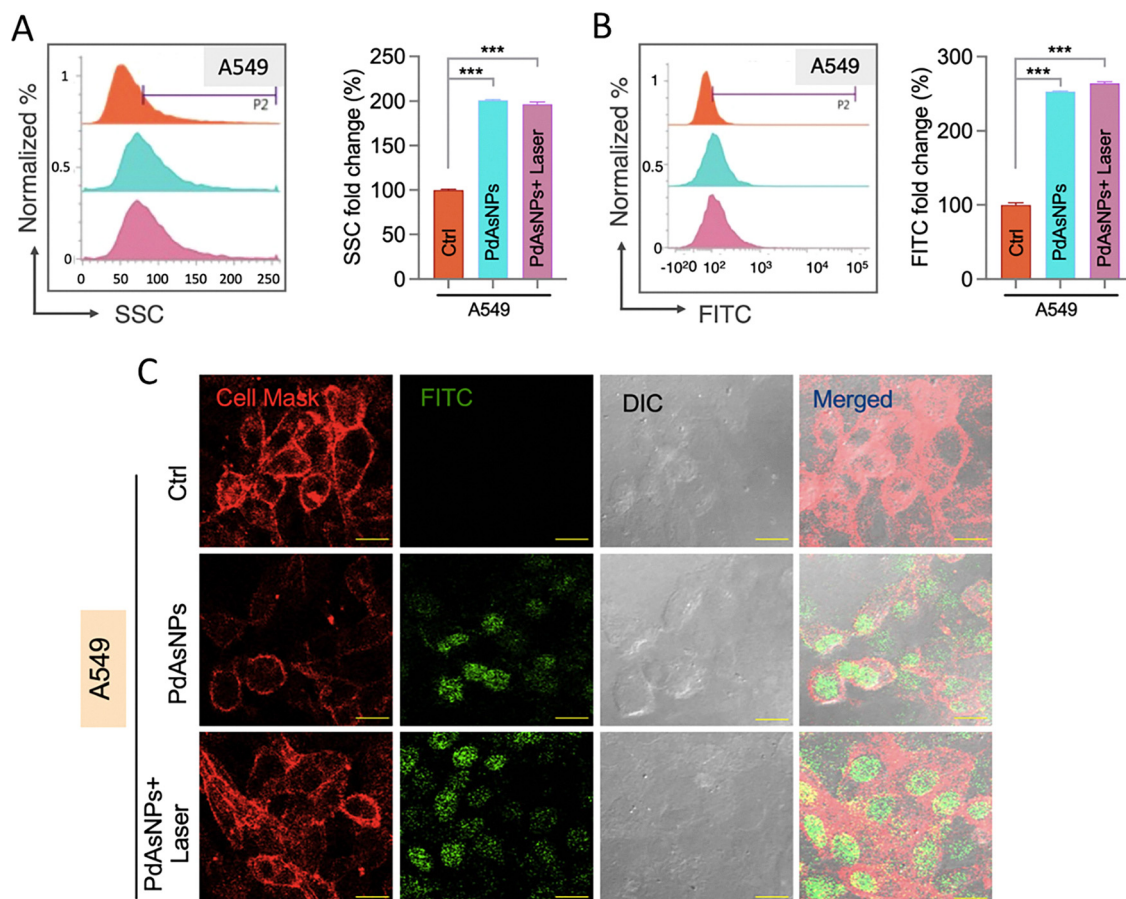 A
Normalized %
A549
1
0.5
0
P2
0 50 100 150 200 250
SSC
SSC fold change (%)
250
200
150
100
50
0
***
***
Ctrl
PdAsNPs
PdAsNPs+ Laser
A549
B
Normalized %
A549
1
0.5
0
P2
-10²0 10² 10³ 10⁴ 10⁵
FITC
FITC fold change (%)
300
200
100
0
***
***
Ctrl
PdAsNPs
PdAsNPs+ Laser
A549
C
Cell Mask
FITC
DIC
Merged
A549
Ctrl
PdAsNPs
PdAsNPs+
Laser